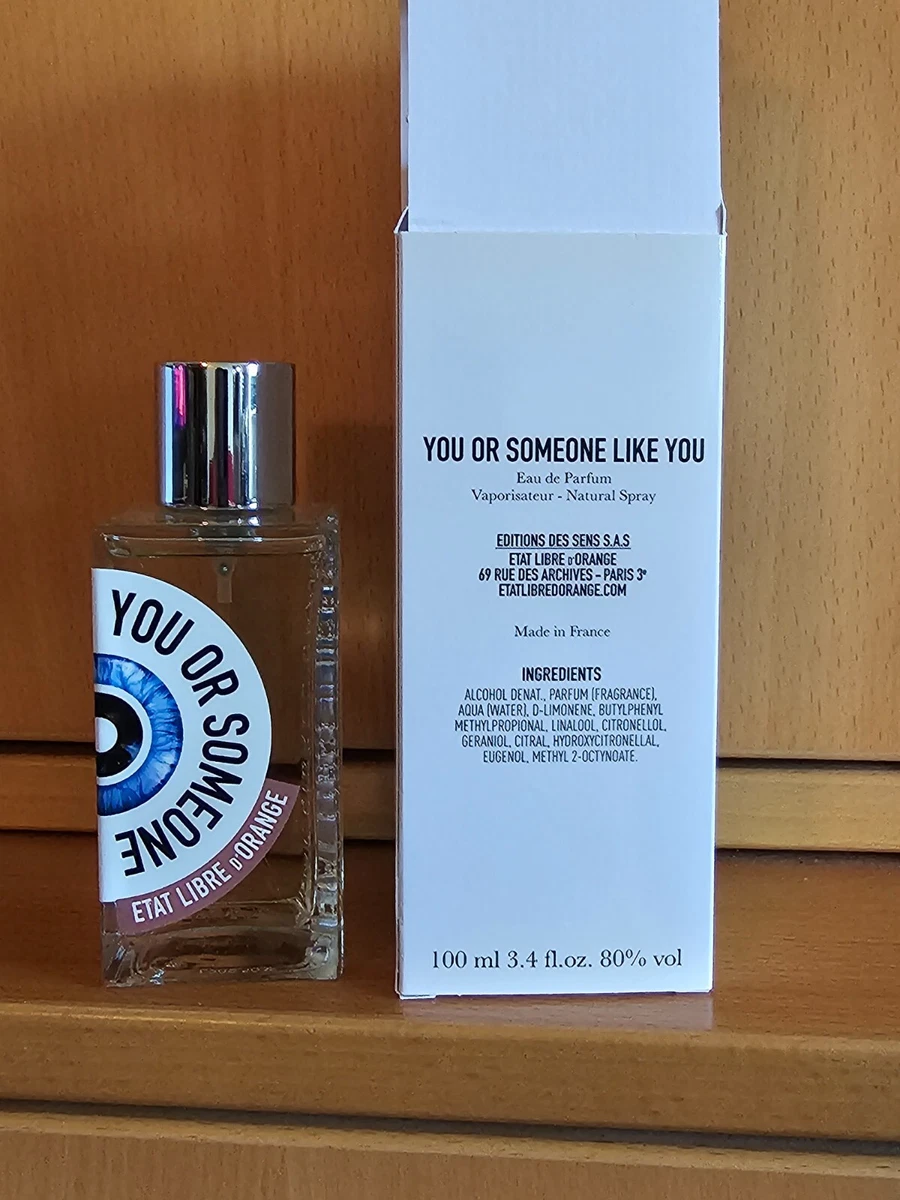 YOU OR SOMEONE
ETAT LIBRE d'ORANGE
YOU OR SOMEONE LIKE YOU
Eau de Parfum
Vaporisateur - Natural Spray
EDITIONS DES SENS S.A.S
ETAT LIBRE d'ORANGE
69 RUE DES ARCHIVES - PARIS 3e
ETATLIBREDORANGE.COM
Made in France
INGREDIENTS
ALCOHOL DENAT., PARFUM (FRAGRANCE),
AQUA (WATER), D-LIMONENE, BUTYLPHENYL
METHYLPROPIONAL, LINALOOL, CITRONELLOL,
GERANIOL, CITRAL, HYDROXYCITRONELLAL,
EUGENOL, METHYL 2-OCTYNOATE.
100 ml 3.4 fl.oz. 80% vol